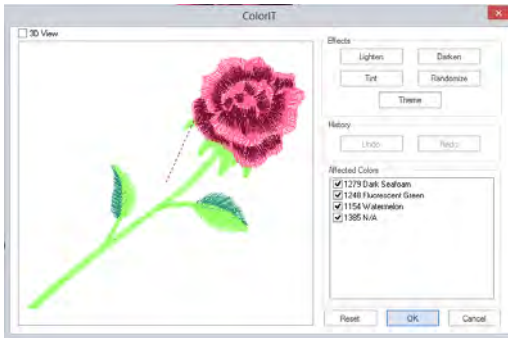 ColorIT
3D View
Effects
Lighten
Darken
Tint
Randomize
Theme
History
Undo
Redo
Affected Colors
1279 Dark Seafoam
1248 Fluorescent Green
1154 Watermelon
1385 N/A
Reset
OK
Cancel